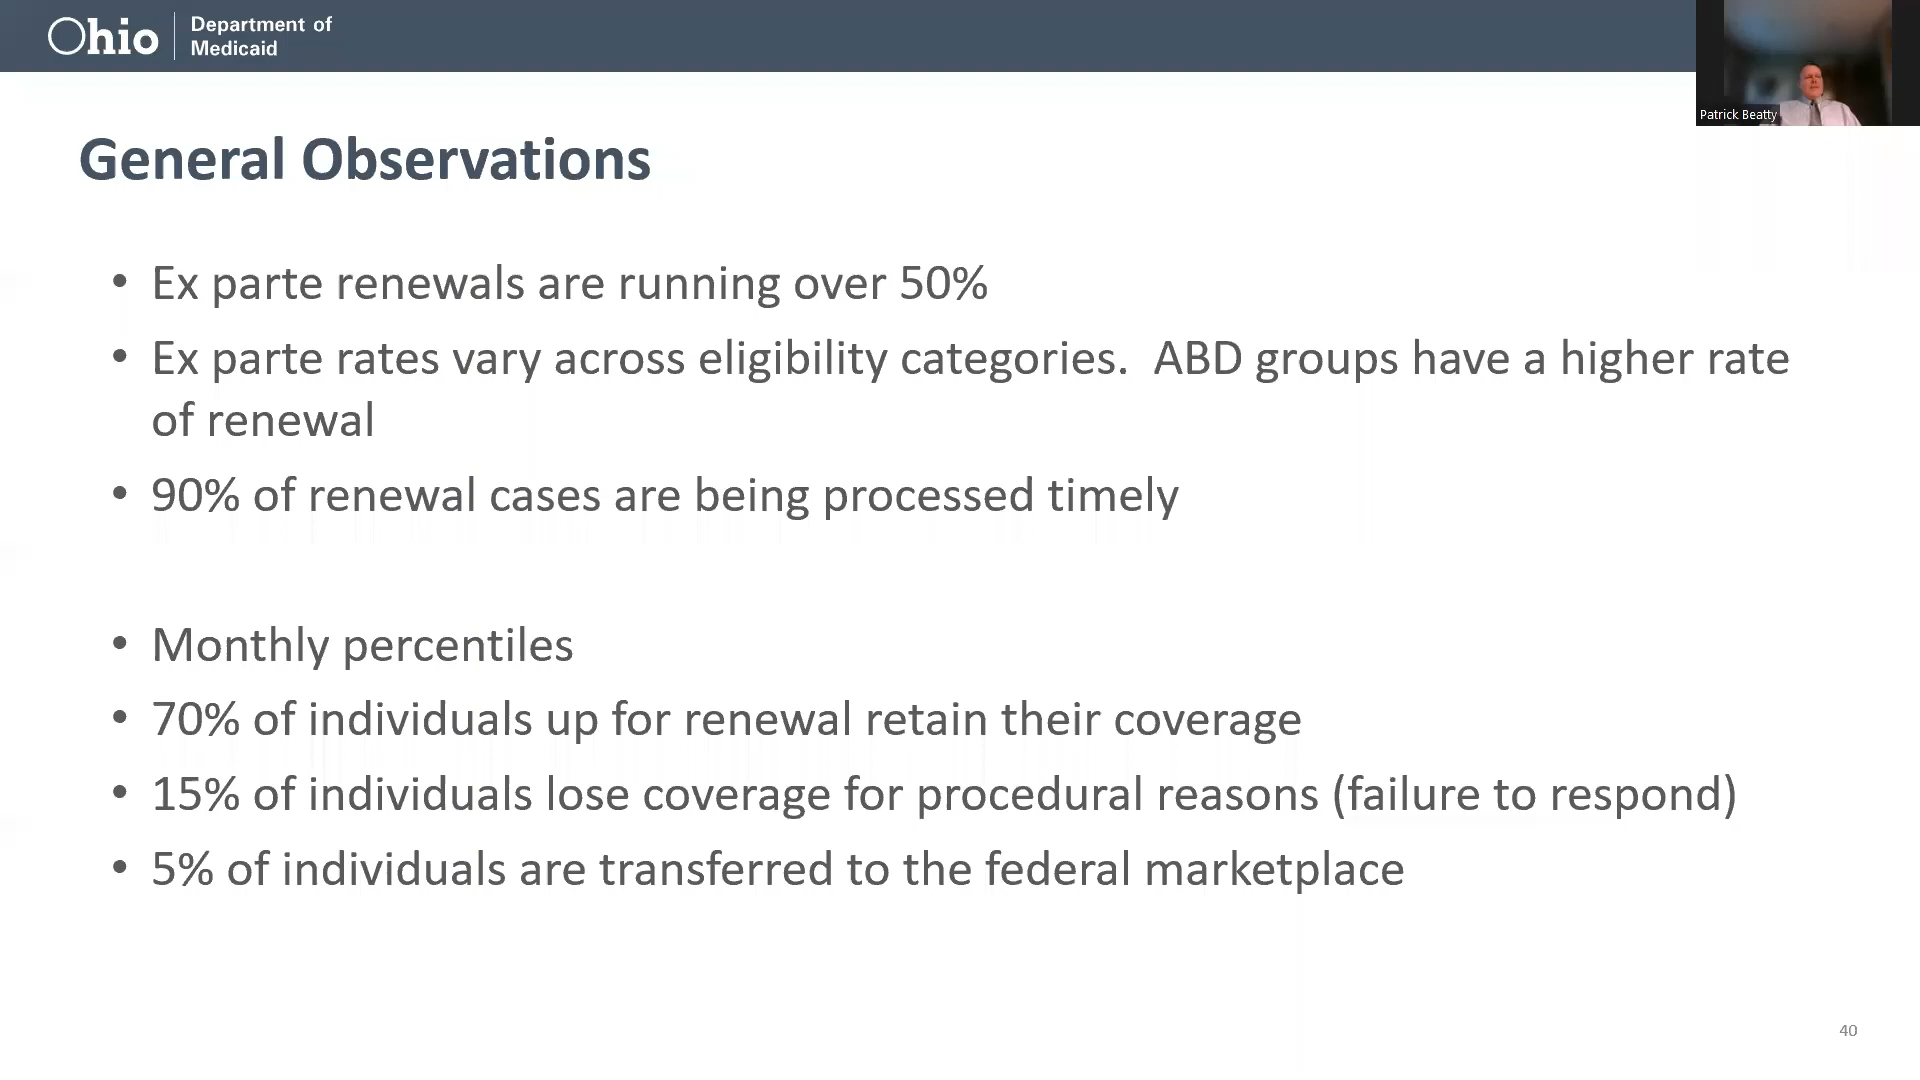 Ohio
Department of
Medicaid
Patrick Beatty
General Observations
• Ex parte renewals are running over 50%
• Ex parte rates vary across eligibility categories.  ABD groups have a higher rate
of renewal
• 90% of renewal cases are being processed timely
• Monthly percentiles
• 70% of individuals up for renewal retain their coverage
• 15% of individuals lose coverage for procedural reasons (failure to respond)
• 5% of individuals are transferred to the federal marketplace
40